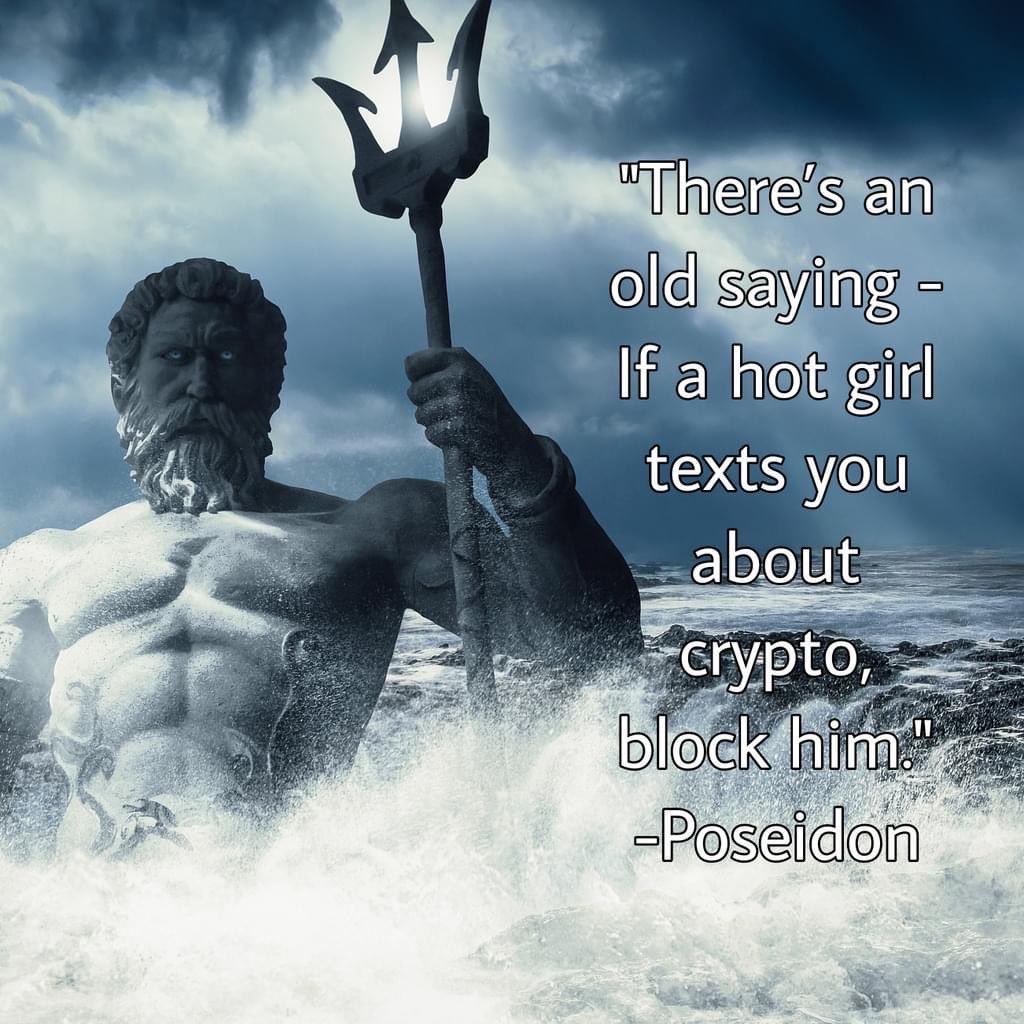 "There's an
old saying -
If a hot girl
texts you
about
crypto,
block him."
-Poseidon